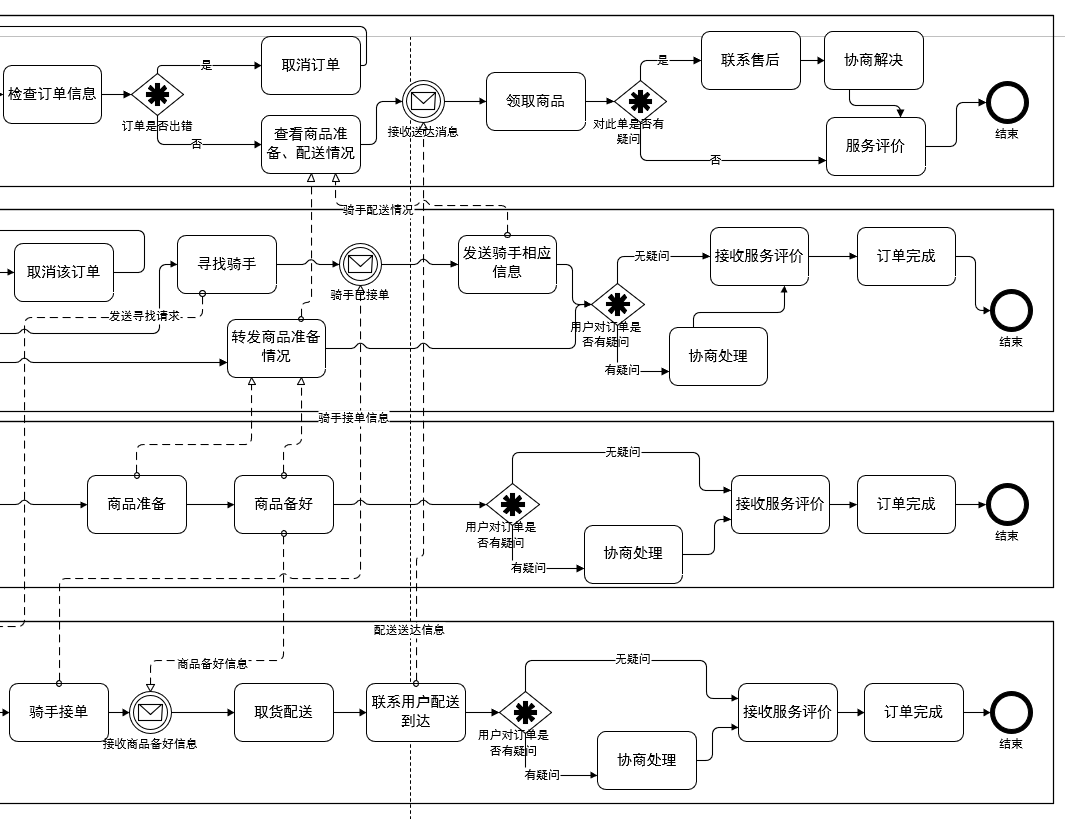 检查订单信息
订单是否出错
是
取消订单
否
查看商品准
备、配送情况
接收送达消息
领取商品
对此单是否有
疑问
是
联系售后
协商解决
否
服务评价
结束
骑手配送情况
取消该订单
寻找骑手
发送寻找请求
骑手已接单
发送骑手相应
信息
转发商品准备
情况
用户对订单是
否有疑问
无疑问
有疑问
接收服务评价
协商处理
订单完成
结束
骑手接单信息
商品准备
商品备好
用户对订单是
否有疑问
无疑问
有疑问
协商处理
接收服务评价
订单完成
结束
配送送达信息
商品备好信息
骑手接单
接收商品备好信息
取货配送
联系用户配送
到达
用户对订单是
否有疑问
无疑问
有疑问
协商处理
接收服务评价
订单完成
结束